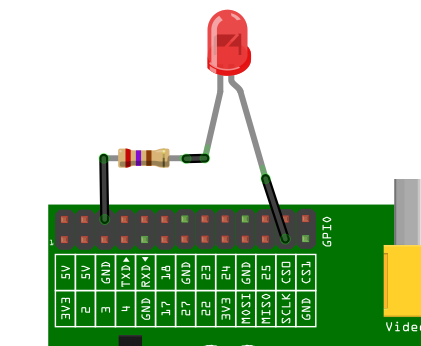 GPIO
1
5V 5V GND TXD▲ RXD▼ 18 GND 23 24 GND 25 CS0 CS1
3V3 2 3 4 GND 17 27 22 3V3 MOSI MISO SCLK GND
Video